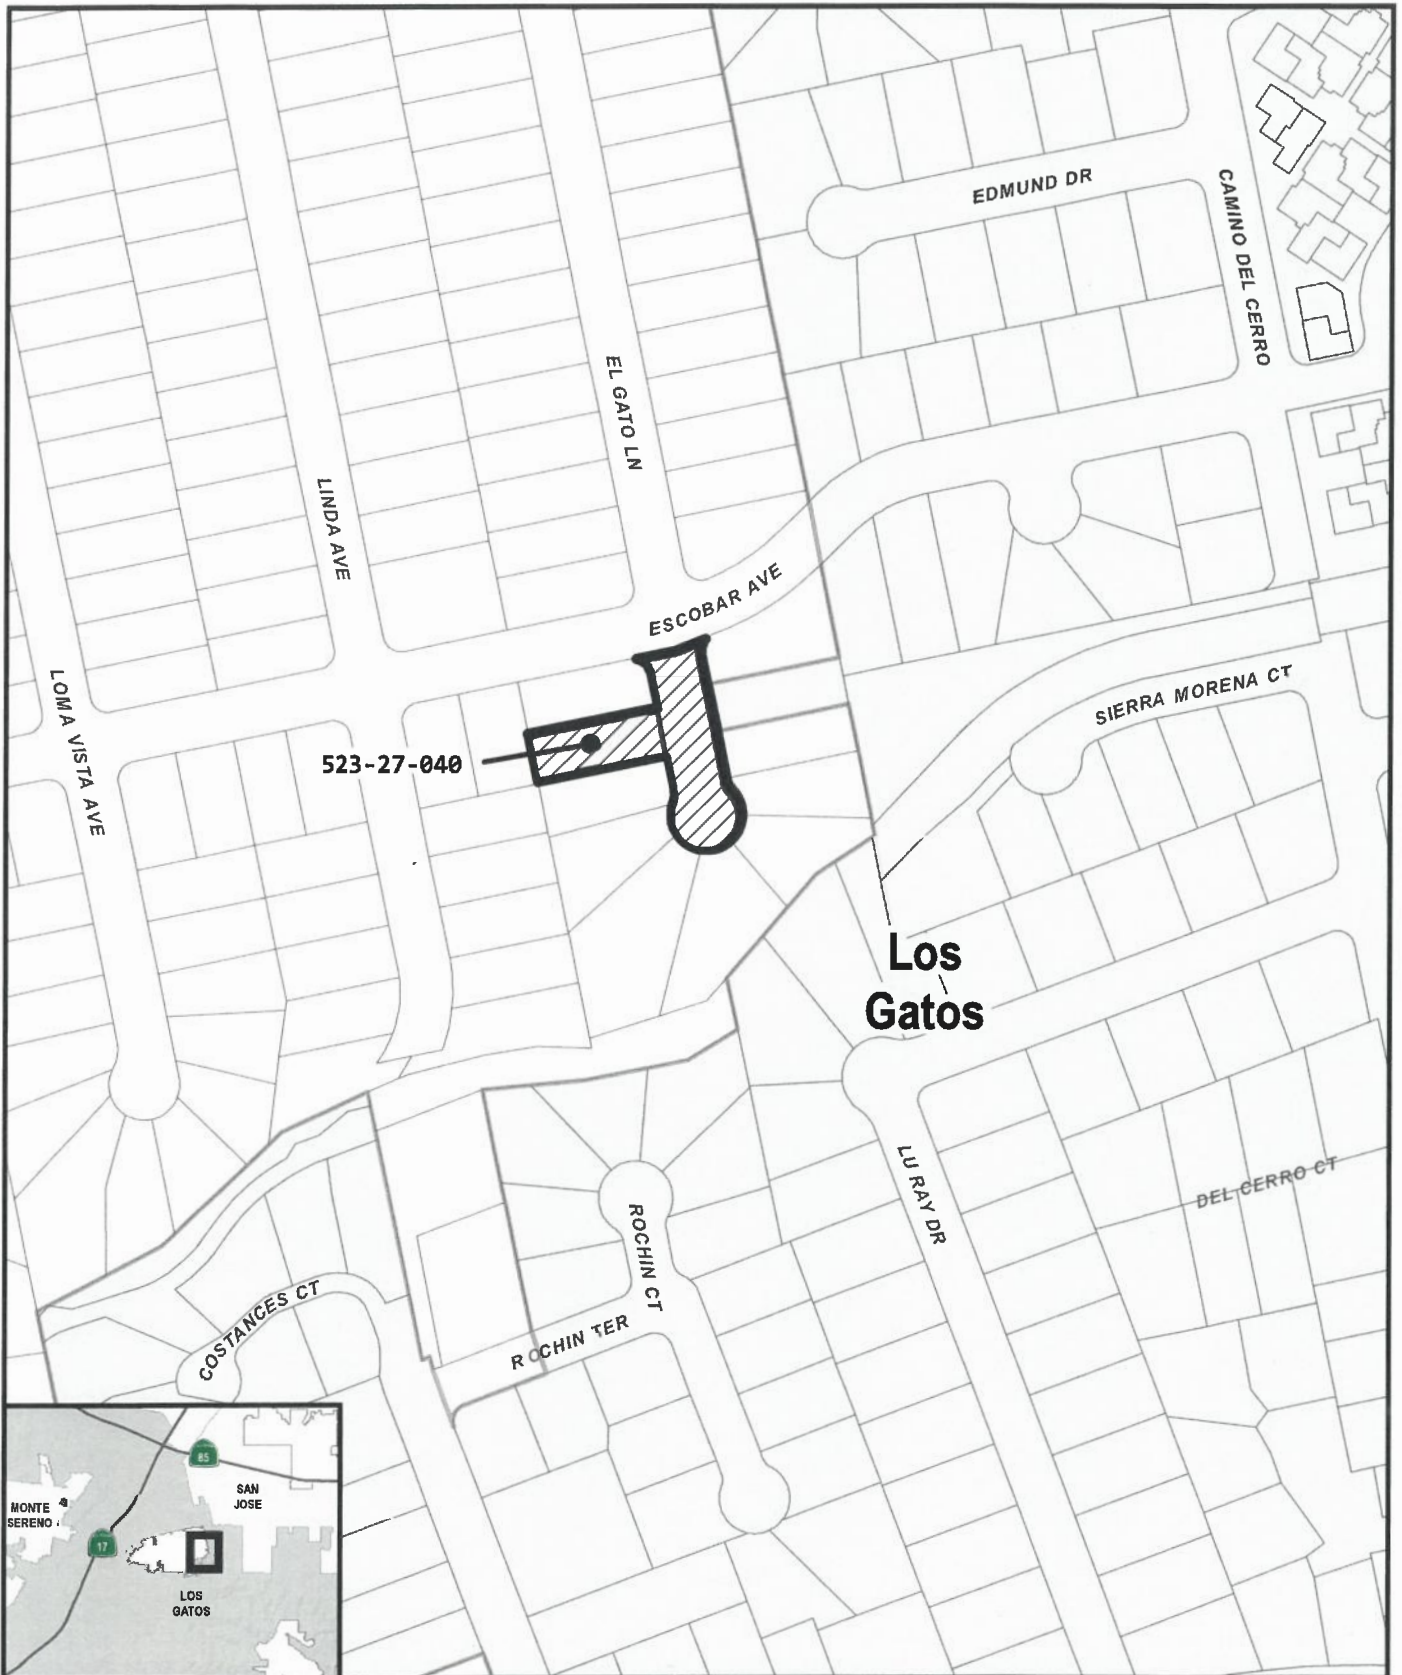 EDMUND DR
CAMINO DEL CERRO
EL GATO LN
LINDA AVE
ESCOBAR AVE
LOMA VISTA AVE
SIERRA MORENA CT
523-27-040
Los
Gatos
LU RAY DR
DEL CERRO CT
ROCHIN CT
COSTANCES CT
ROCHIN TER
85
SAN
JOSE
MONTE
SERENO
17
LOS
GATOS